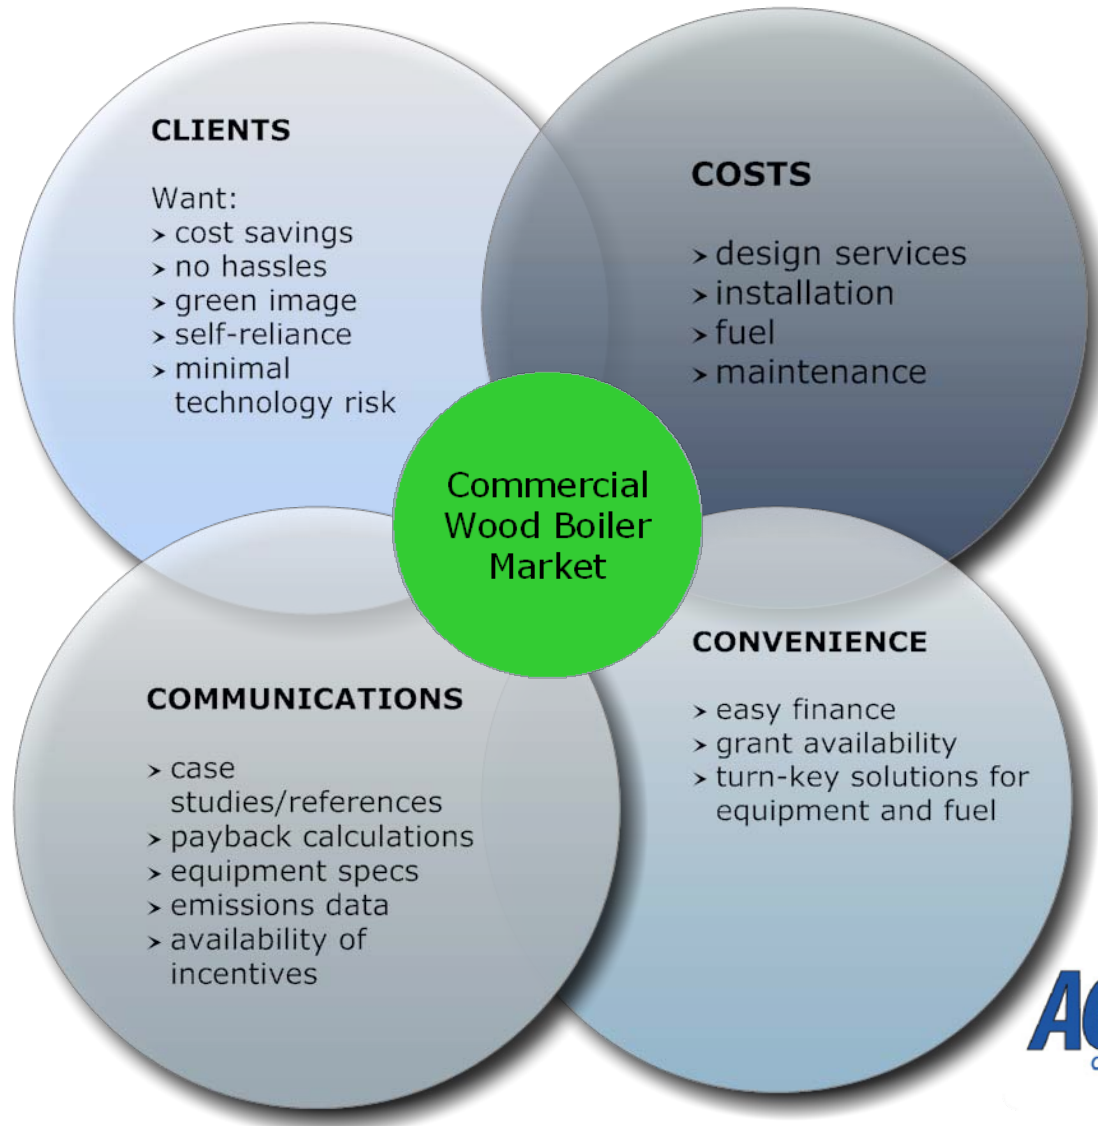 CLIENTS
Want:
➢ cost savings
➢ no hassles
➢ green image
➢ self-reliance
➢ minimal
technology risk
COSTS
➢ design services
➢ installation
➢ fuel
➢ maintenance
Commercial
Wood Boiler
Market
COMMUNICATIONS
➢ case
studies/references
➢ payback calculations
➢ equipment specs
➢ emissions data
➢ availability of
incentives
CONVENIENCE
➢ easy finance
➢ grant availability
➢ turn-key solutions for
equipment and fuel